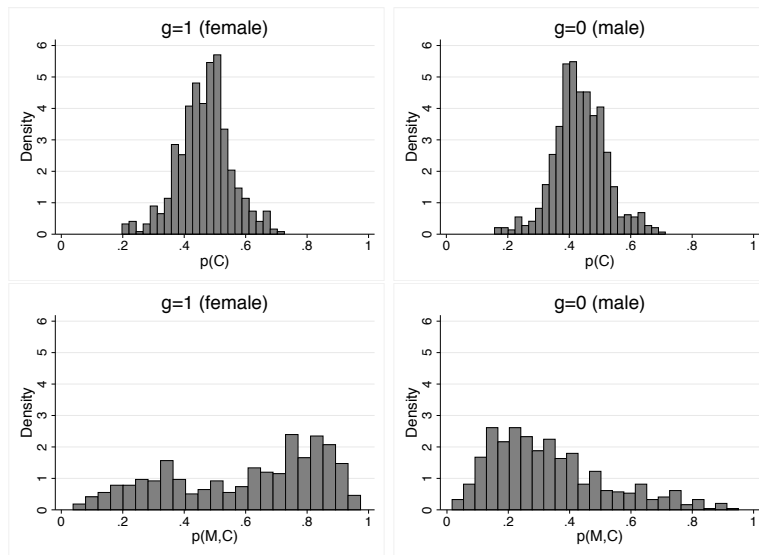 g=1 (female)
Density
0 1 2 3 4 5 6
0 .2 .4 .6 .8 1
p(C)
g=0 (male)
Density
0 1 2 3 4 5 6
0 .2 .4 .6 .8 1
p(C)
g=1 (female)
Density
0 1 2 3 4 5 6
0 .2 .4 .6 .8 1
p(M,C)
g=0 (male)
Density
0 1 2 3 4 5 6
0 .2 .4 .6 .8 1
p(M,C)